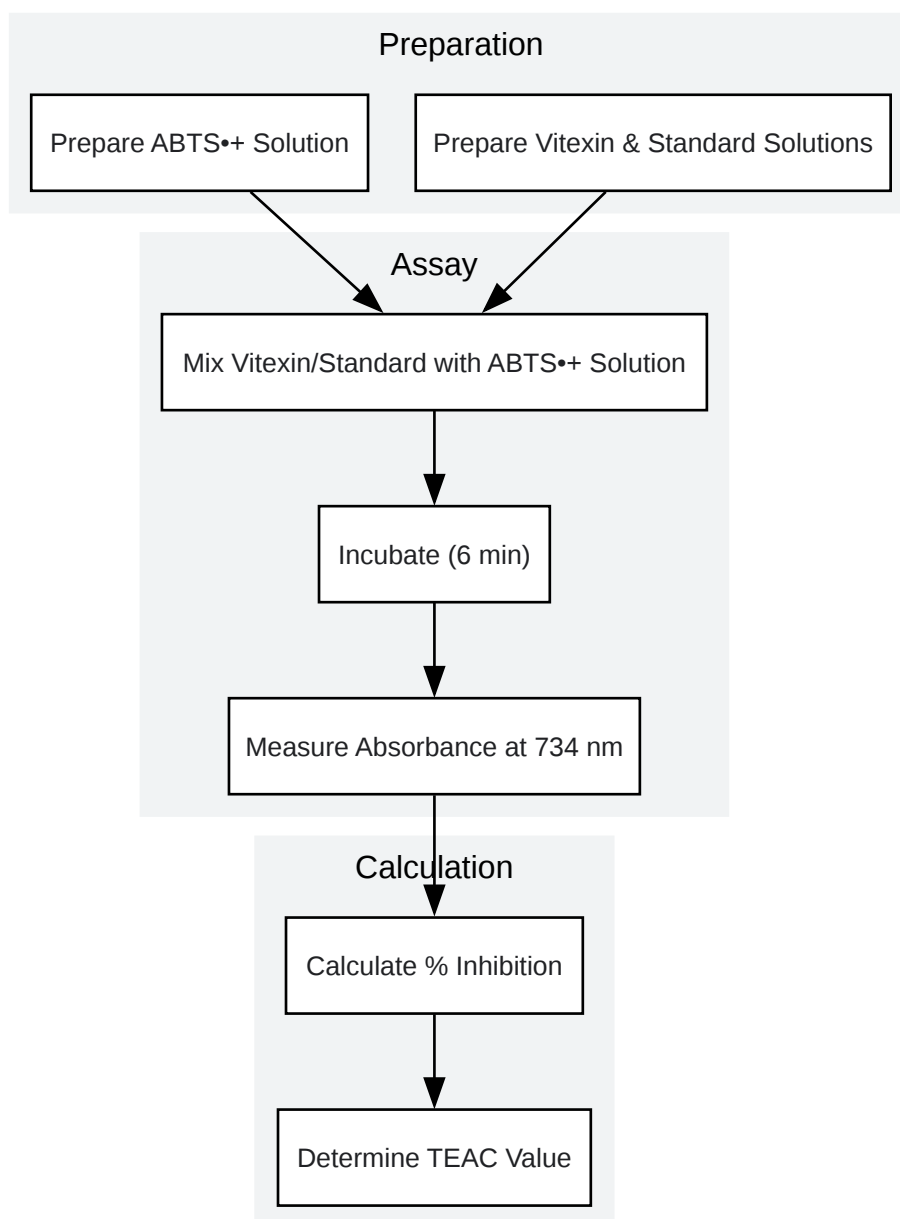 Preparation
Prepare ABTS•+ Solution
Prepare Vitexin & Standard Solutions
Assay
Mix Vitexin/Standard with ABTS•+ Solution
Incubate (6 min)
Measure Absorbance at 734 nm
Calculation
Calculate % Inhibition
Determine TEAC Value